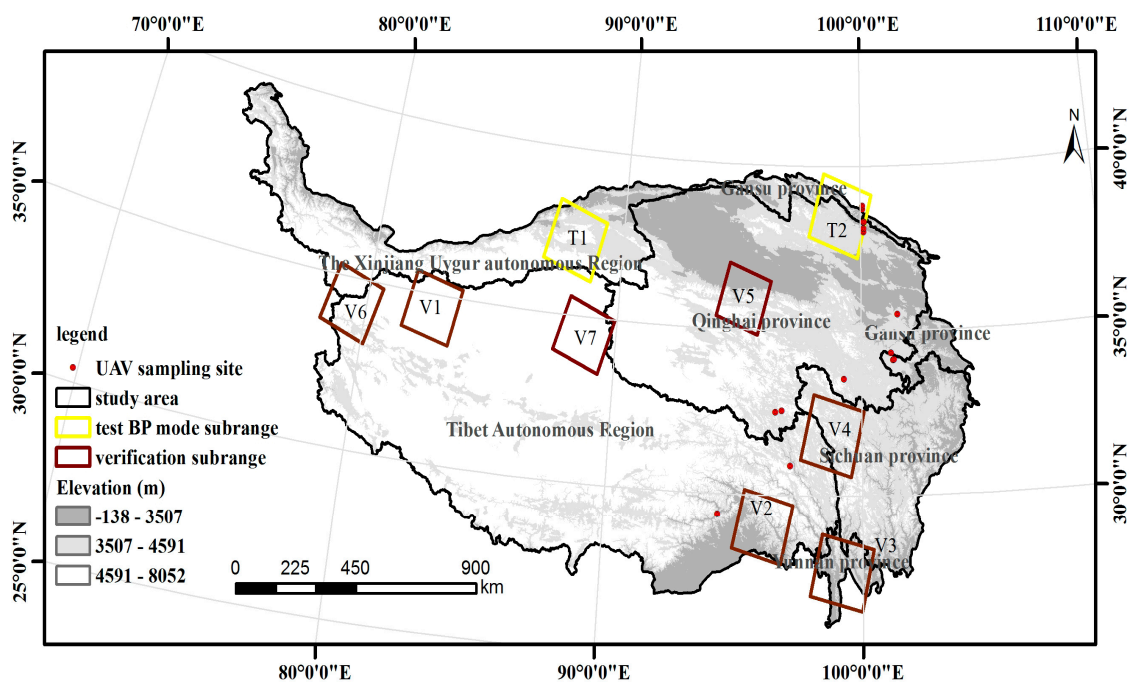 70°0'0"E 80°0'0"E 90°0'0"E 100°0'0"E 110°0'0"E
N
40°0'0"N
35°0'0"N
Gansu province
T1
T2
The Xinjiang Uygur autonomous Region
V6
V1
V7
V5
Qinghai province
Gansu province
35°0'0"N
30°0'0"N
Tibet Autonomous Region
V4
Sichuan province
30°0'0"N
V2
V3
Yunnan province
25°0'0"N
legend
UAV sampling site
study area
test BP mode subrange
verification subrange
Elevation (m)
-138 - 3507
3507 - 4591
4591 - 8052
0 225 450 900
km
80°0'0"E 90°0'0"E 100°0'0"E